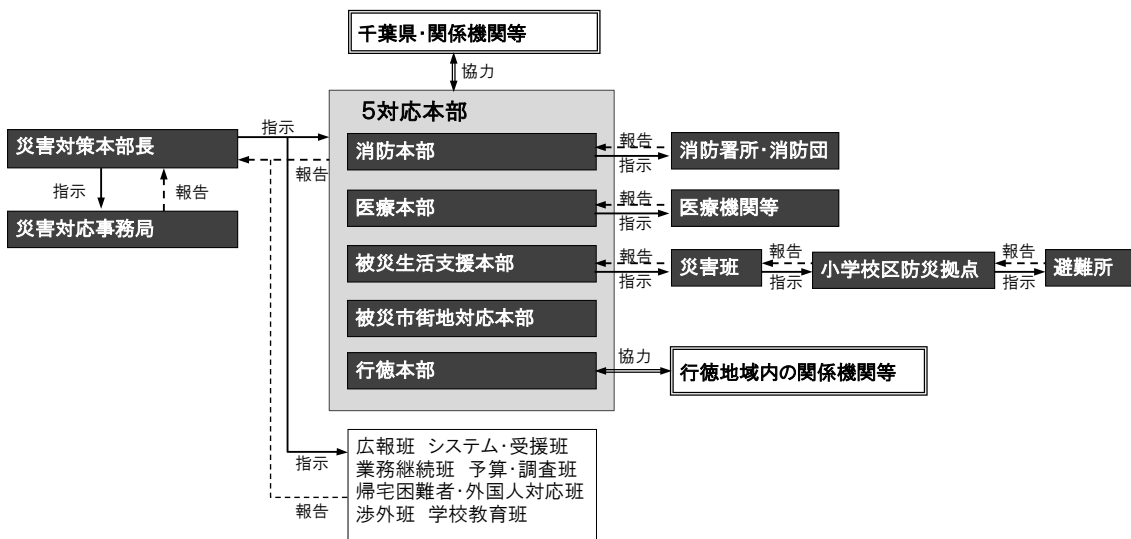 千葉県・関係機関等
協力
5対応本部
災害対策本部長
指示
報告
指示
報告
災害対応事務局
消防本部
報告
指示
消防署所・消防団
医療本部
報告
指示
医療機関等
被災生活支援本部
報告
指示
災害班
報告
指示
小学校区防災拠点
報告
指示
避難所
被災市街地対応本部
行徳本部
協力
行徳地域内の関係機関等
指示
報告
広報班 システム・受援班
業務継続班 予算・調査班
帰宅困難者・外国人対応班
渉外班 学校教育班